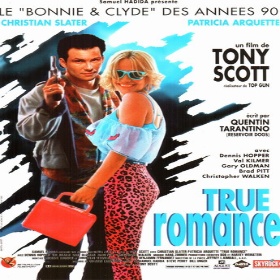 Samuel HADIDA présente
LE "BONNIE & CLYDE" DES ANNEES 90
CHRISTIAN SLATER PATRICIA ARQUETTE
un film de
TONY
SCOTT
réalisateur de TOP GUN
écrit par
QUENTIN
TARANTINO
(RESERVOIR DOGS)
avec
Dennis HOPPER
Val KILMER
Gary OLDMAN
Brad PITT
Christopher WALKEN
TRUE
romance
SKYROCK